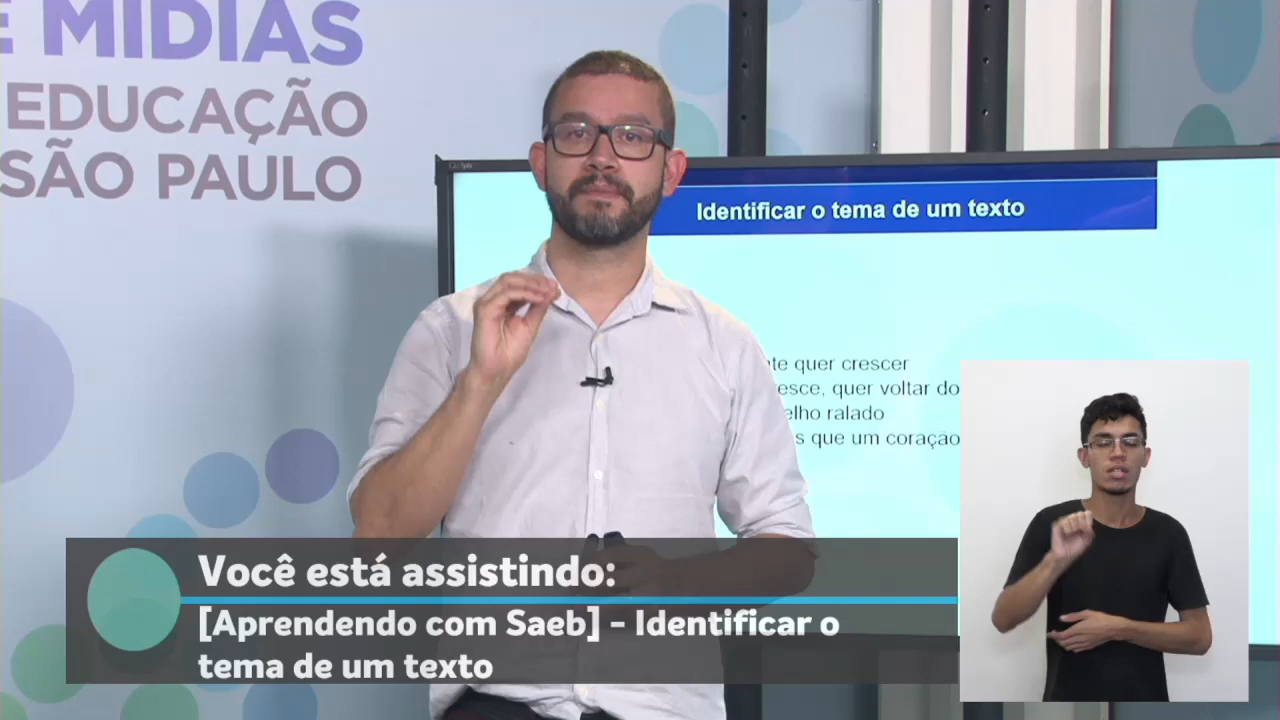 E MÍDIAS
EDUCAÇÃO
SÃO PAULO
Identificar o tema de um texto
te quer crescer
esce, quer voltar do
elho ralado
s que um coração
Você está assistindo:
[Aprendendo com Saeb] - Identificar o
tema de um texto